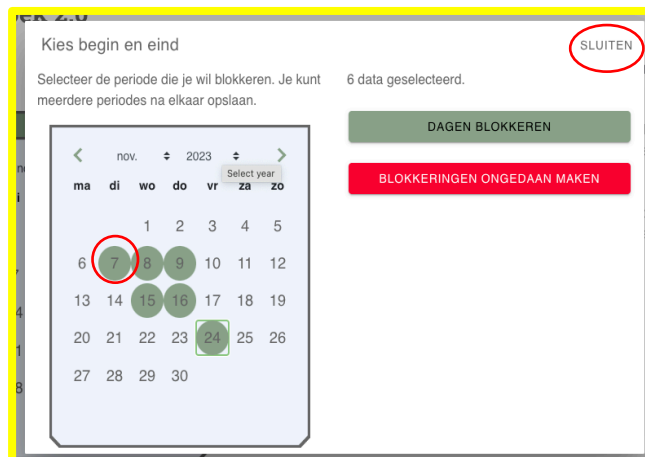 Kies begin en eind
SLUITEN
Selecteer de periode die je wil blokkeren. Je kunt
meerdere periodes na elkaar opslaan.
6 data geselecteerd.
DAGEN BLOKKEREN
BLOKKERINGEN ONGEDAAN MAKEN
nov. 2023
Select year
ma di wo do vr za zo
1 2 3 4 5
6 7 8 9 10 11 12
13 14 15 16 17 18 19
20 21 22 23 24 25 26
27 28 29 30